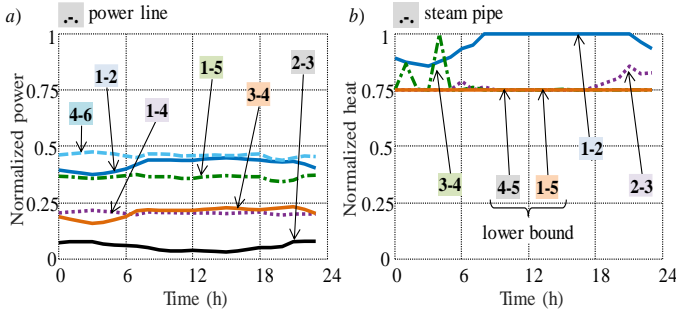 a) -.- power line
Normalized power
1
0.75
0.5
0.25
0
0 6 12 18 24
Time (h)
4-6
1-2
1-4
1-5
3-4
2-3
b) -.- steam pipe
Normalized heat
1
0.75
0.5
0.25
0
0 6 12 18 24
Time (h)
3-4
4-5
1-5
1-2
2-3
lower bound